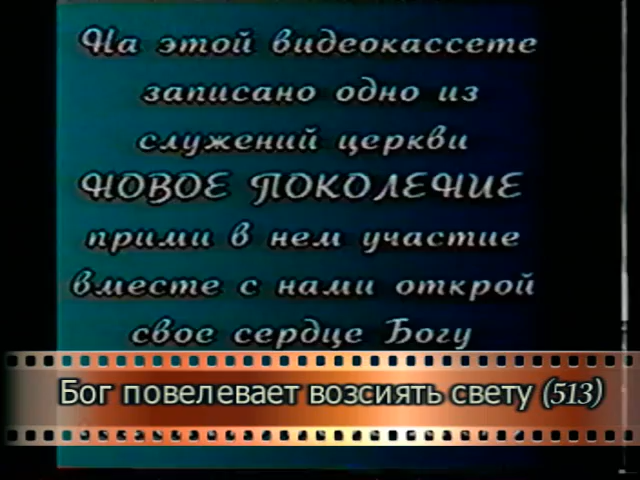 На этой видеокассете
записано одно из
служений церкви
НОВОЕ ПОКОЛЕНИЕ
прими в нем участие
вместе с нами открой
свое сердце Богу
Бог повелевает возсиять свету (513)